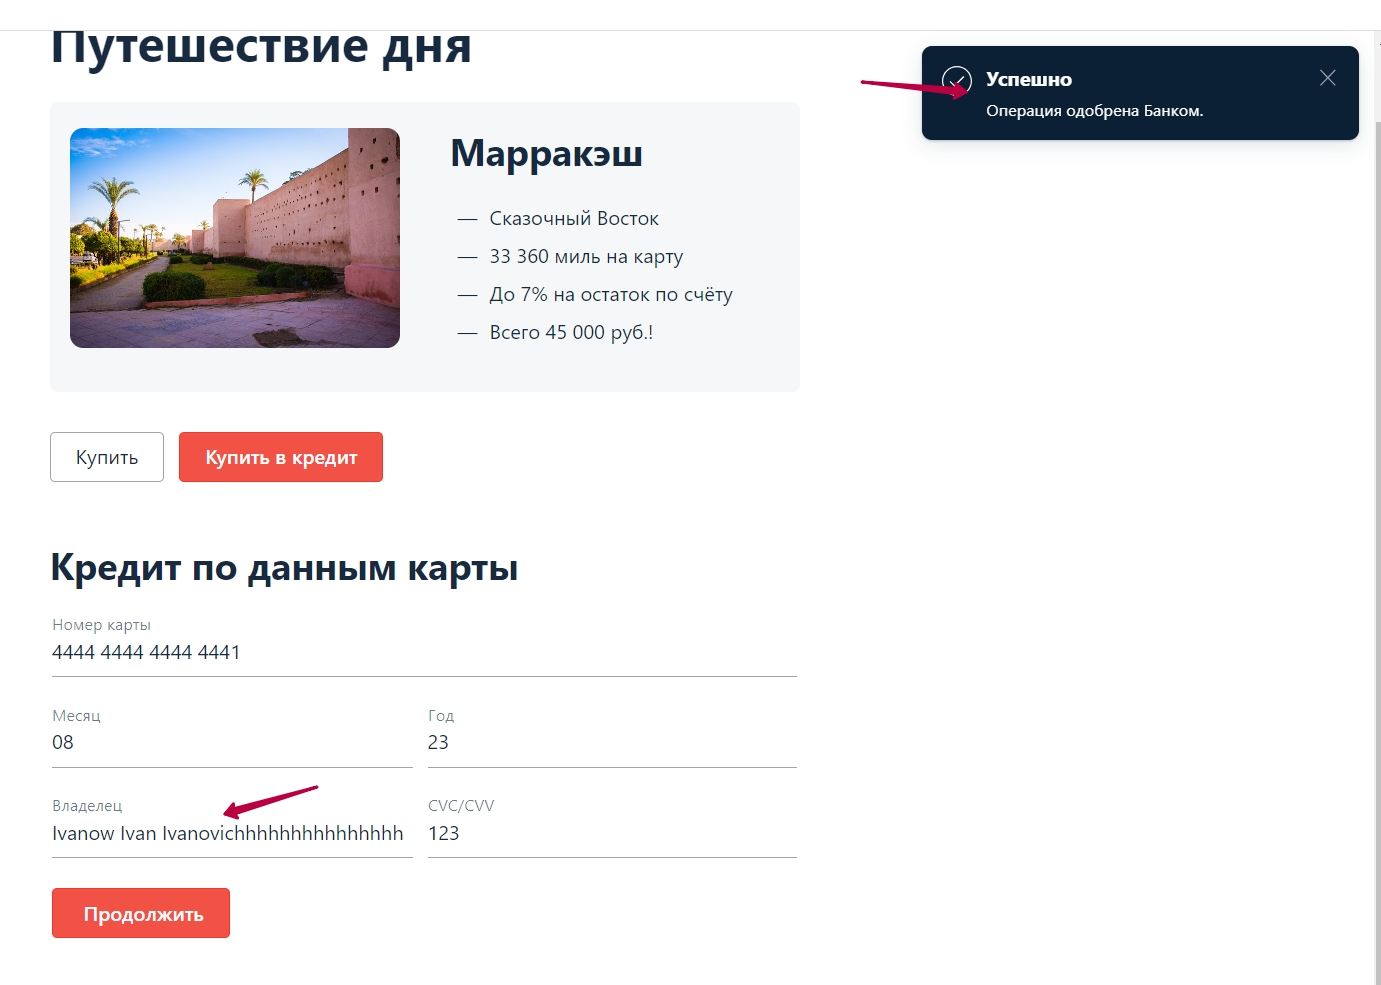 Путешествие дня
Успешно
Операция одобрена Банком.
Марракэш
— Сказочный Восток
— 33 360 миль на карту
— До 7% на остаток по счёту
— Всего 45 000 руб.!
Купить
Купить в кредит
Кредит по данным карты
Номер карты
4444 4444 4444 4441
Месяц
Год
08
23
Владелец
CVC/CVV
Ivanow Ivan Ivanovichhhhhhhhhhhhhhh
123
Продолжить